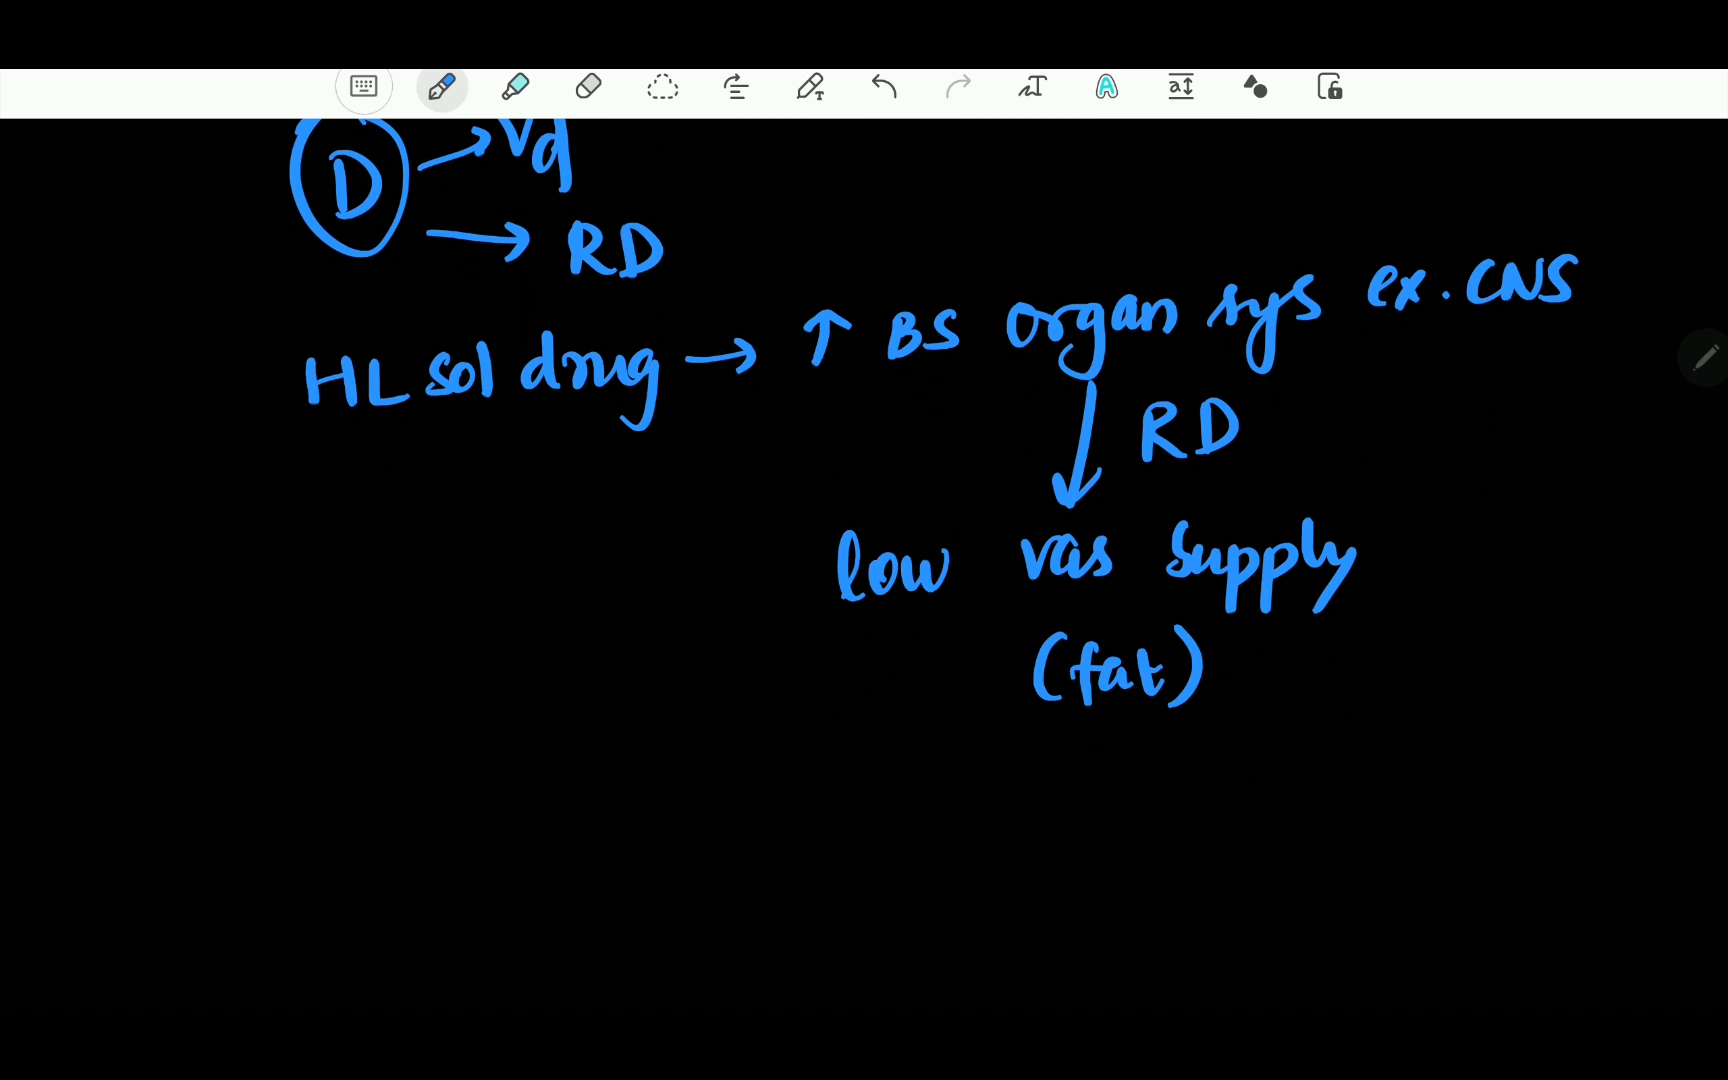 D → Vd
→ RD
HL sol drug → ↑ BS organ sys ex. CNS
↓ RD
low vas supply
(fat)